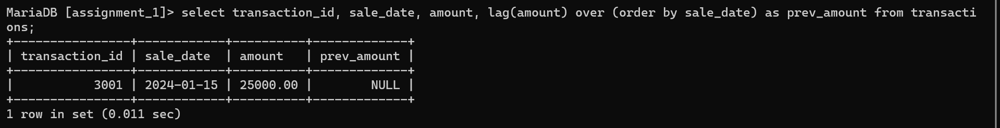 MariaDB [assignment_1]> select transaction_id, sale_date, amount, lag(amount) over (order by sale_date) as prev_amount from transacti
ons;
+----------------+------------+----------+-------------+
| transaction_id | sale_date  | amount   | prev_amount |
+----------------+------------+----------+-------------+
|           3001 | 2024-01-15 | 25000.00 |        NULL |
+----------------+------------+----------+-------------+
1 row in set (0.011 sec)